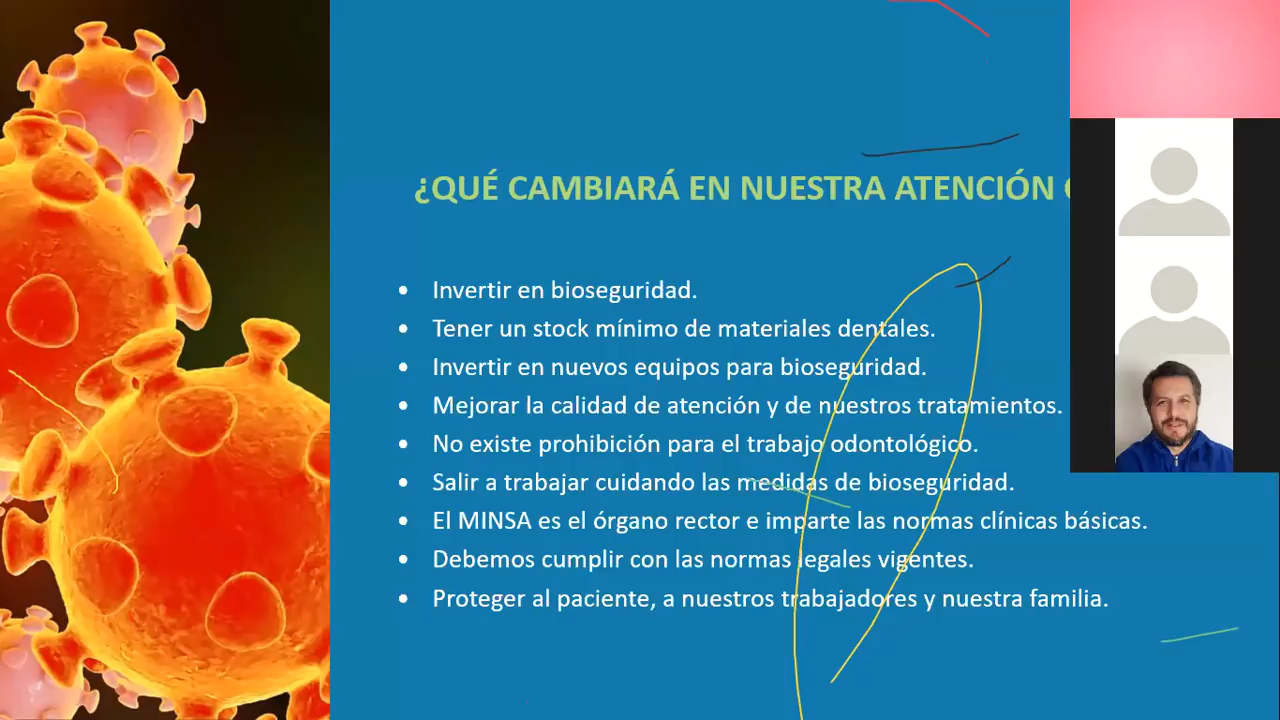 ¿QUÉ CAMBIARÁ EN NUESTRA ATENCIÓN
• Invertir en bioseguridad.
• Tener un stock mínimo de materiales dentales.
• Invertir en nuevos equipos para bioseguridad.
• Mejorar la calidad de atención y de nuestros tratamientos.
• No existe prohibición para el trabajo odontológico.
• Salir a trabajar cuidando las medidas de bioseguridad.
• El MINSA es el órgano rector e imparte las normas clínicas básicas.
• Debemos cumplir con las normas legales vigentes.
• Proteger al paciente, a nuestros trabajadores y nuestra familia.